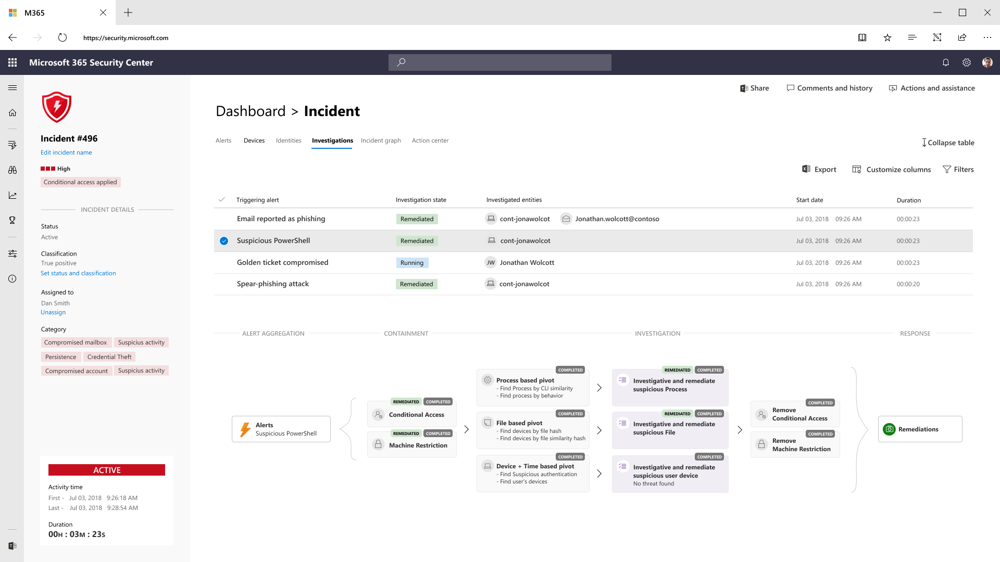 M365
https://security.microsoft.com
Microsoft 365 Security Center
Share
Comments and history
Actions and assistance
Dashboard > Incident
Alerts Devices Identities Investigations Incident graph Action center
Collapse table
Export Customize columns Filters
Incident #496
Edit incident name
High
Conditional access applied
INCIDENT DETAILS
Status
Active
Classification
True positive
Set status and classification
Assigned to
Dan Smith
Unassign
Category
Compromised mailbox Suspicius activity
Persistence Credential Theft
Compromised account Suspicius activity
ACTIVE
Activity time
First - Jul 03, 2018 9:26:18 AM
Last - Jul 03, 2018 9:28:54 AM
Duration
00H : 03M : 23S
Triggering alert Investigation state Investigated entities Start date Duration
Email reported as phishing Remediated cont-jonawolcot Jonathan.wolcott@contoso Jul 03, 2018 09:26 AM 00:00:23
Suspicious PowerShell Remediated cont-jonawolcot Jul 03, 2018 09:26 AM 00:00:23
Golden ticket compromised Running JW Jonathan Wolcott Jul 03, 2018 09:26 AM 00:00:23
Spear-phishing attack Remediated cont-jonawolcot Jul 03, 2018 09:26 AM 00:00:20
ALERT AGGREGATION CONTAINMENT INVESTIGATION RESPONSE
Alerts
Suspicious PowerShell
REMEDIATED COMPLETED
Conditional Access
REMEDIATED COMPLETED
Machine Restriction
COMPLETED
Process based pivot
- Find Process by CLI similarity
- Find process by behavior
COMPLETED
File based pivot
- Find devices by file hash
- Find devices by file similarity hash
COMPLETED
Device + Time based pivot
- Find Suspicious authentication
- Find user's devices
REMEDIATED COMPLETED
Investigative and remediate
suspicious Process
REMEDIATED COMPLETED
Investigative and remediate
suspicious File
COMPLETED
Investigative and remediate
suspicious user device
No threat found
COMPLETED
Remove
Conditional Access
COMPLETED
Remove
Machine Restriction
Remediations